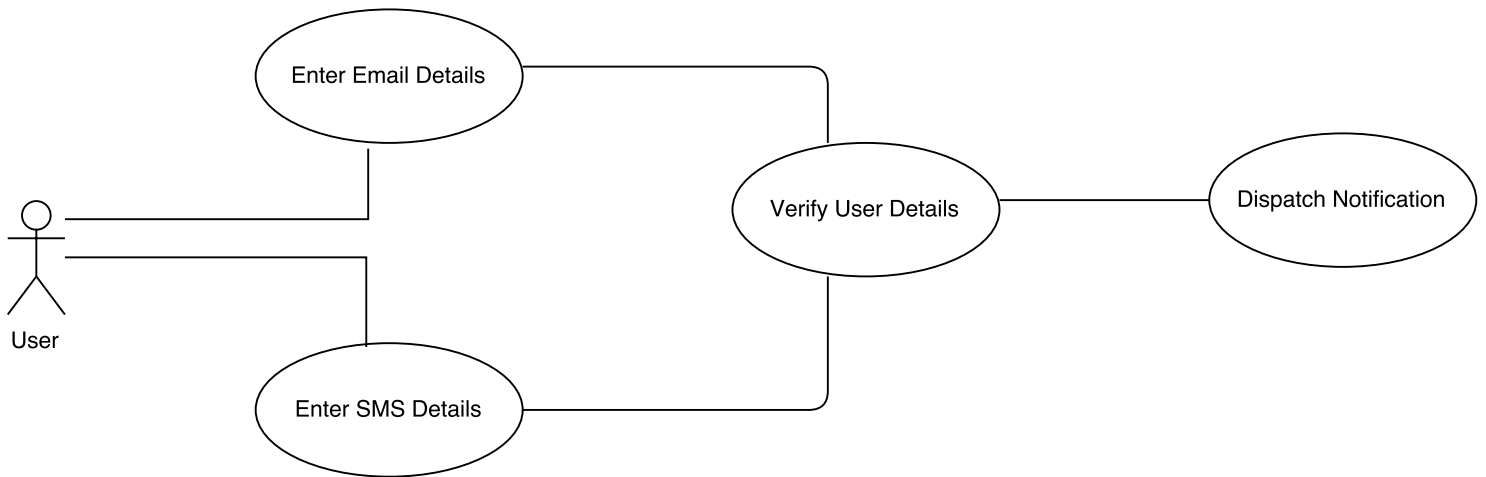 Enter Email Details
Verify User Details
Dispatch Notification
User
Enter SMS Details